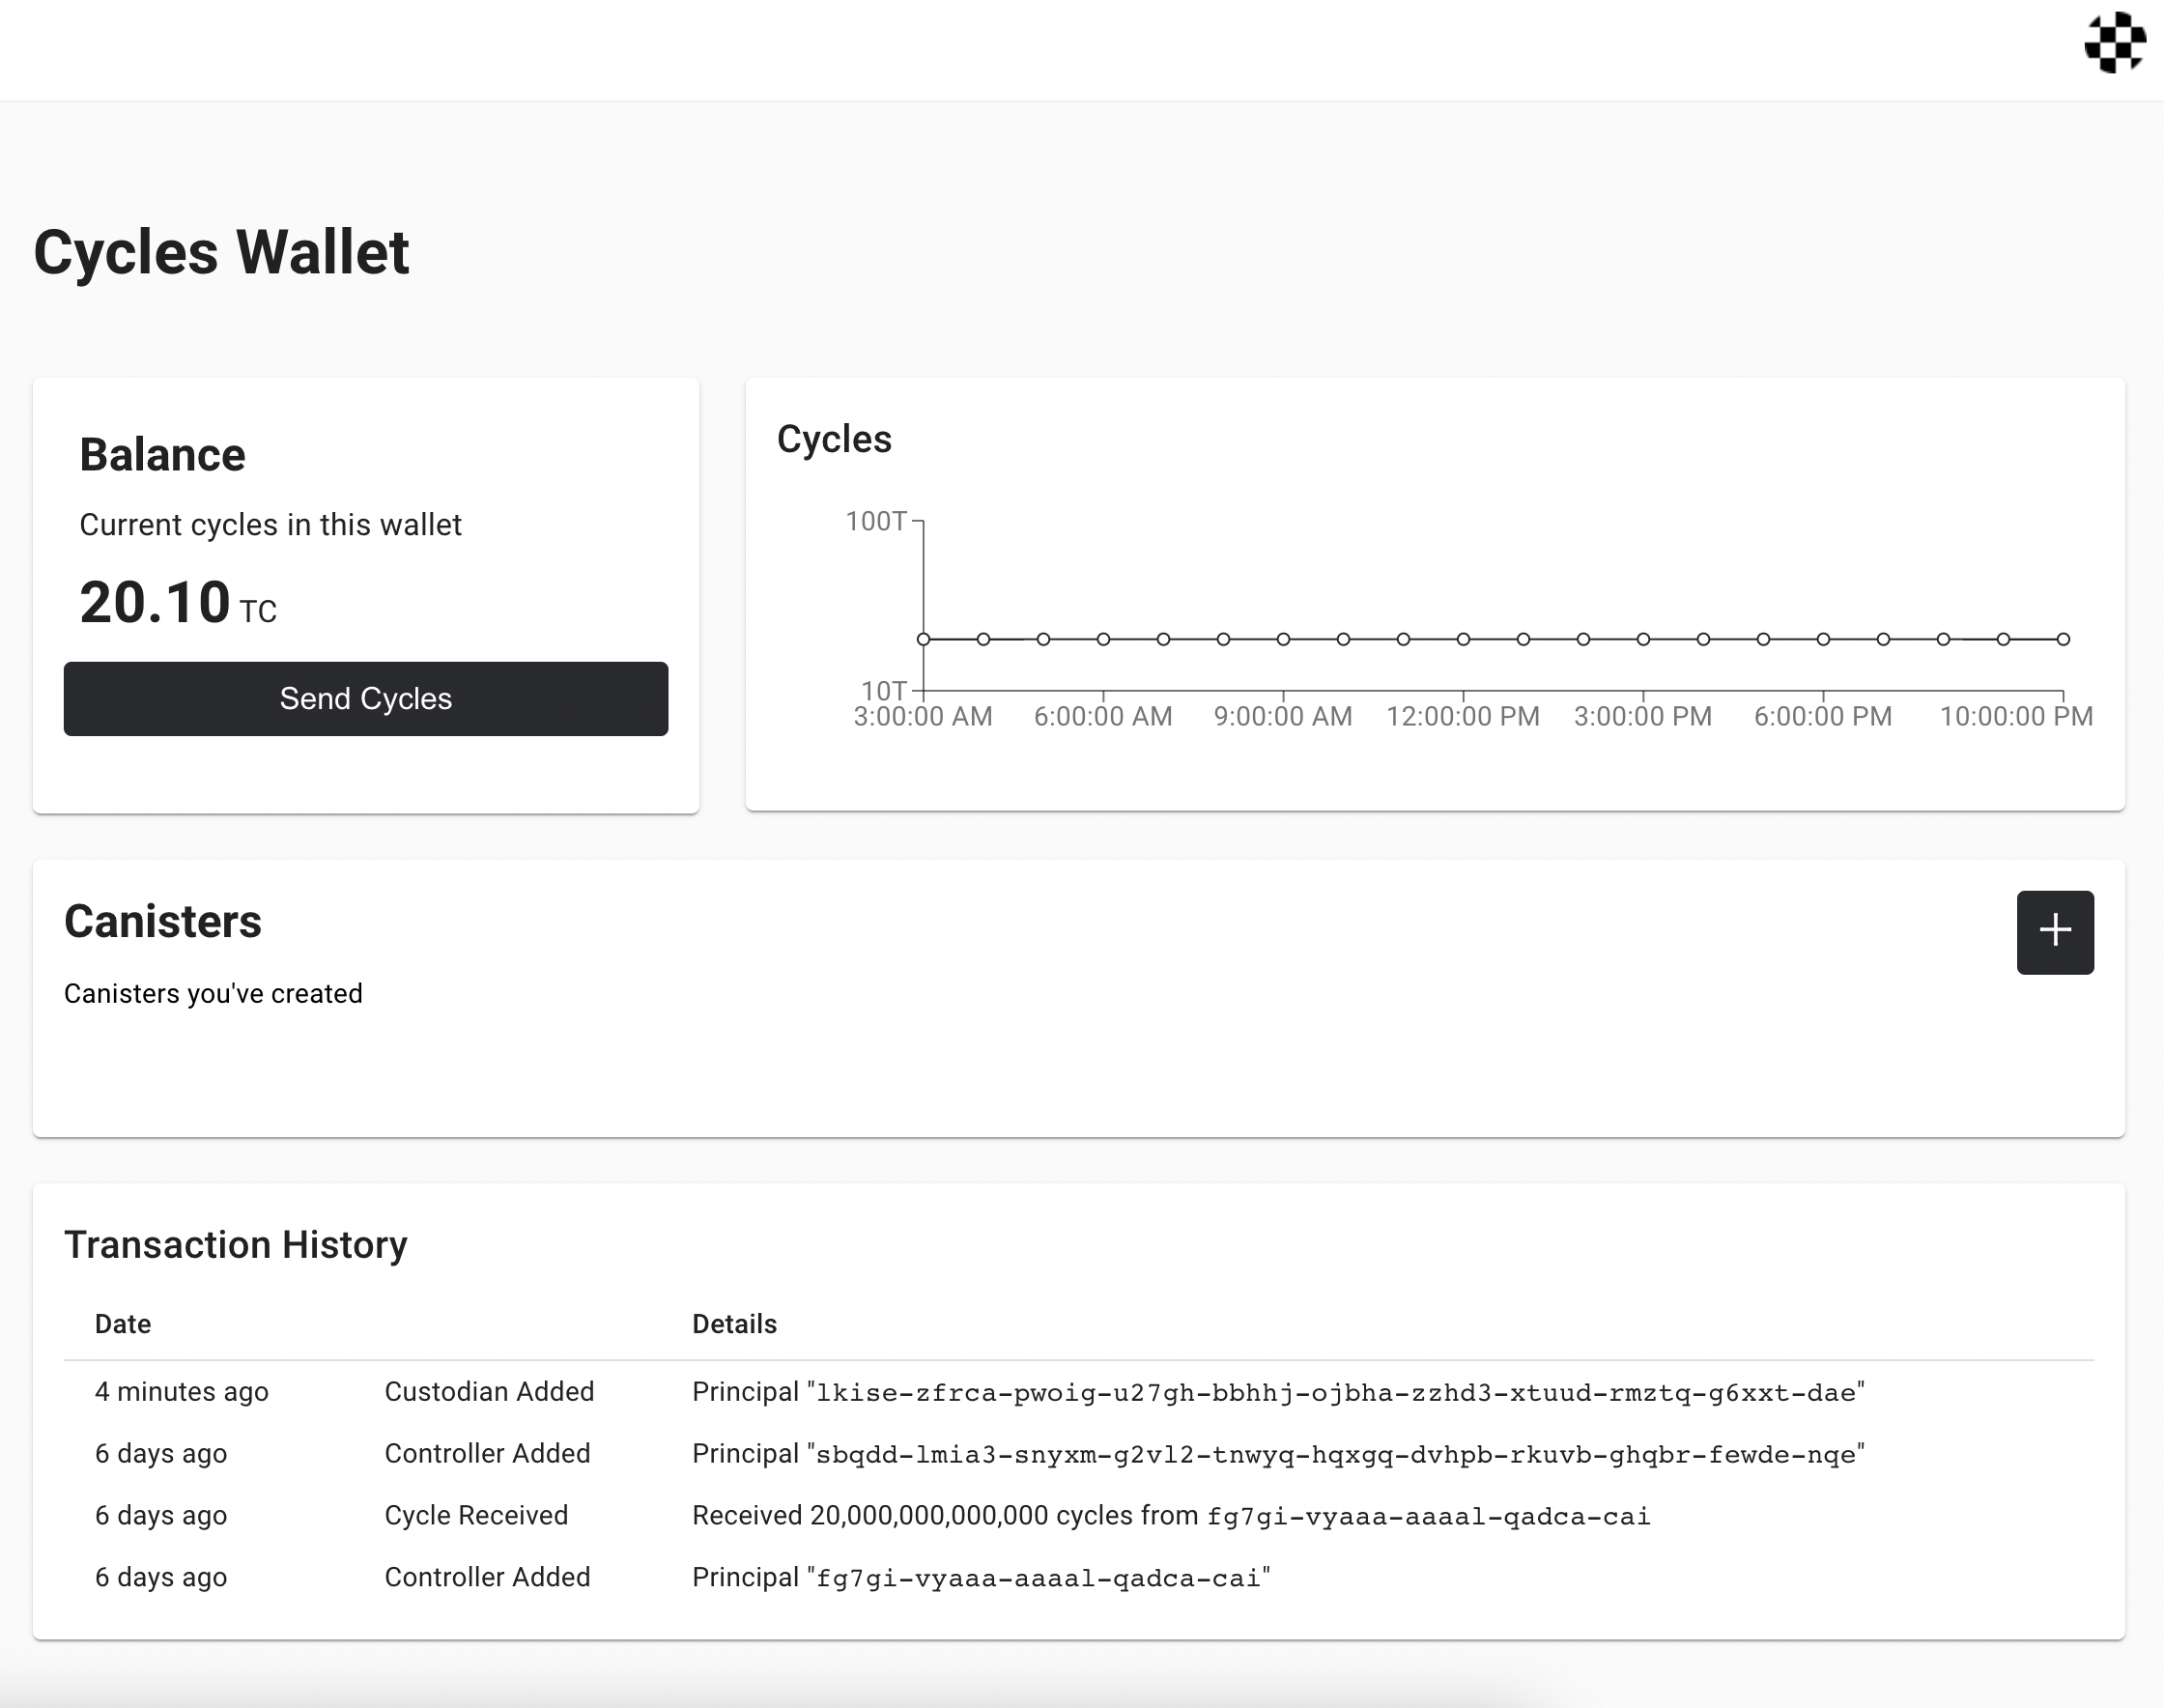 Cycles Wallet
Balance
Current cycles in this wallet
20.10 TC
Send Cycles
Cycles
100T
10T
3:00:00 AM 6:00:00 AM 9:00:00 AM 12:00:00 PM 3:00:00 PM 6:00:00 PM 10:00:00 PM
Canisters
+
Canisters you've created
Transaction History
Date Details
4 minutes ago Custodian Added Principal "lkise-zfrca-pwoig-u27gh-bbhhj-ojbha-zzhd3-xtuud-rmztq-g6xxt-dae"
6 days ago Controller Added Principal "sbqdd-lmia3-snyxm-g2vl2-tnwyq-hqxgq-dvhpb-rkuvb-ghqbr-fewde-nqe"
6 days ago Cycle Received Received 20,000,000,000,000 cycles from fg7gi-vyaaa-aaaal-qadca-cai
6 days ago Controller Added Principal "fg7gi-vyaaa-aaaal-qadca-cai"